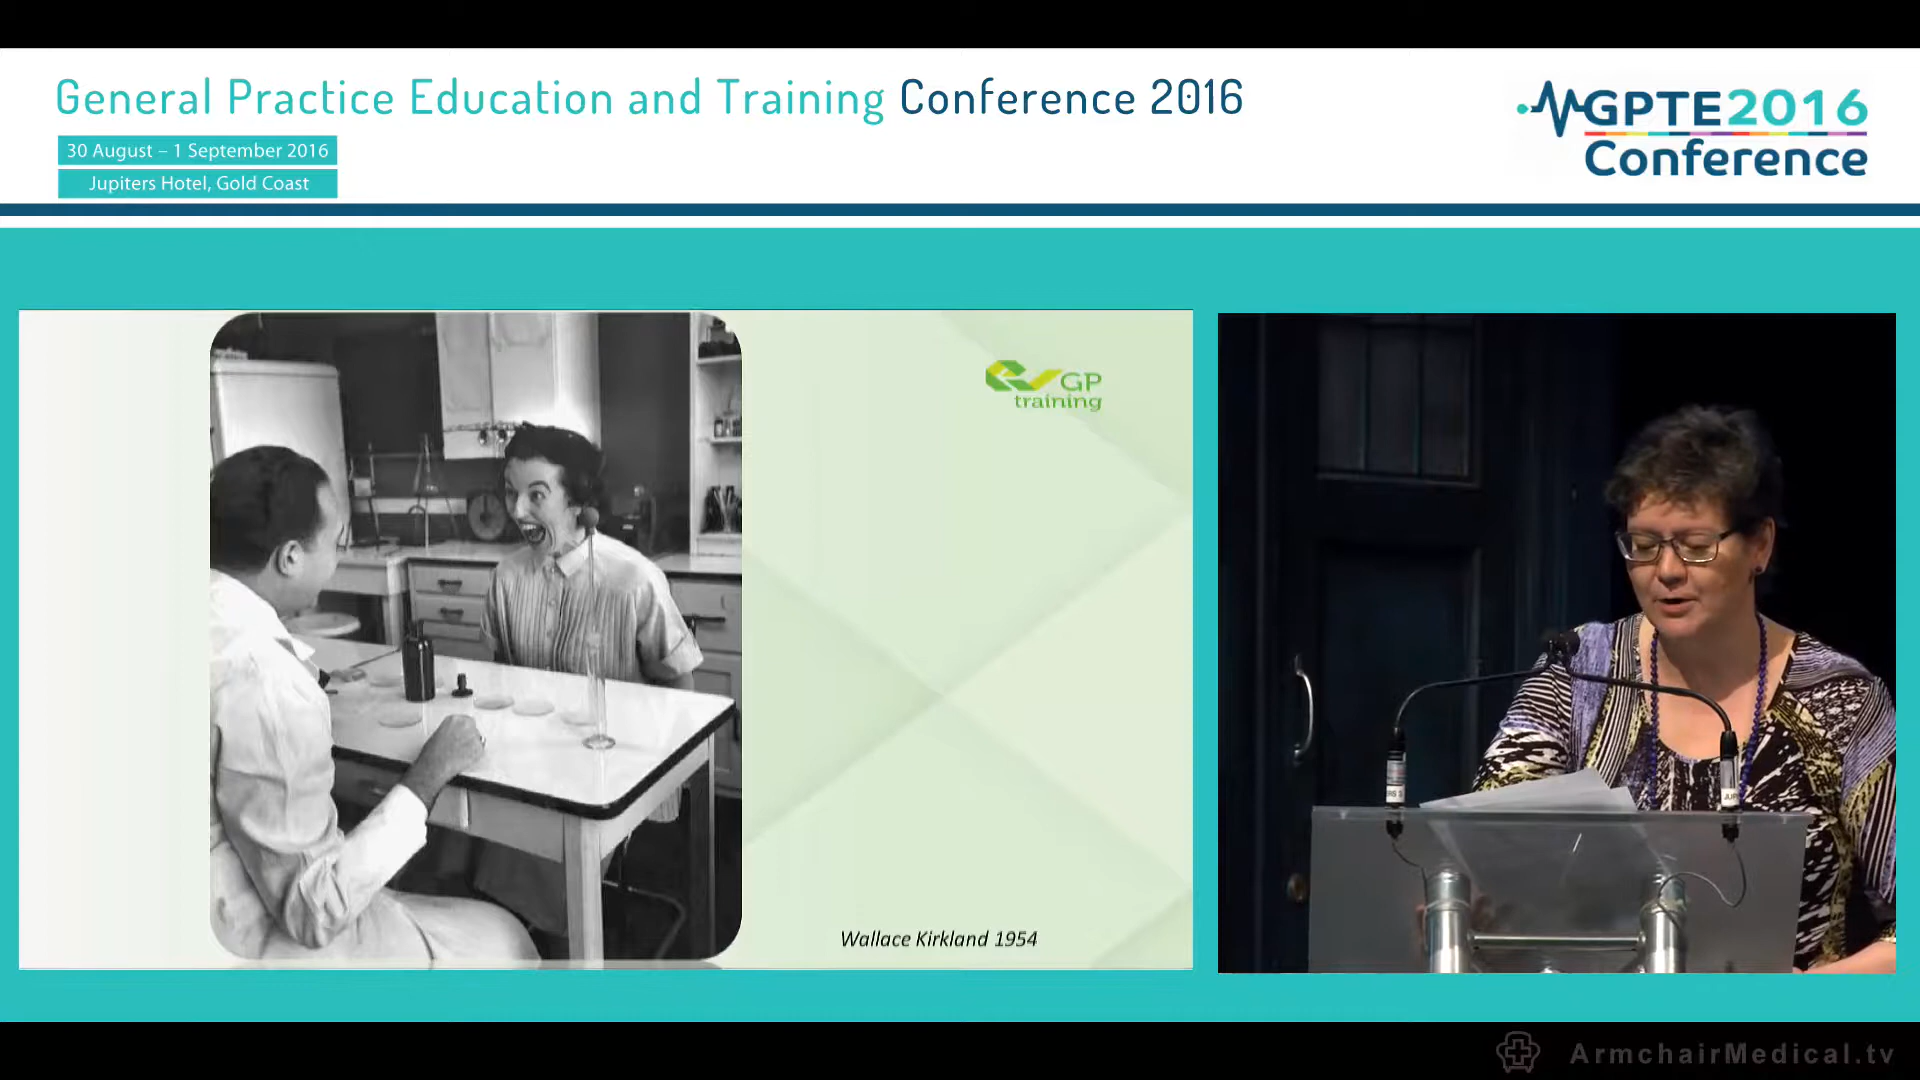 General Practice Education and Training Conference 2016
30 August – 1 September 2016
Jupiters Hotel, Gold Coast
GPTE2016
Conference
GP
training
Wallace Kirkland 1954
ArmchairMedical.tv